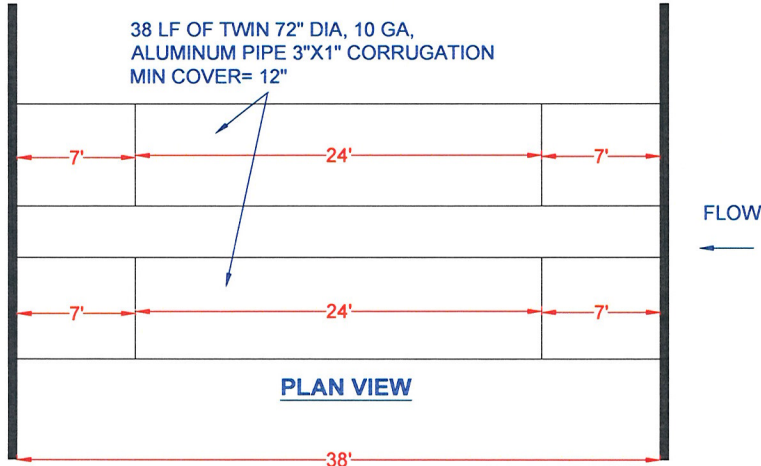 38 LF OF TWIN 72" DIA, 10 GA,
ALUMINUM PIPE 3"X1" CORRUGATION
MIN COVER= 12"
7'
24'
7'
FLOW
7'
24'
7'
PLAN VIEW
38'